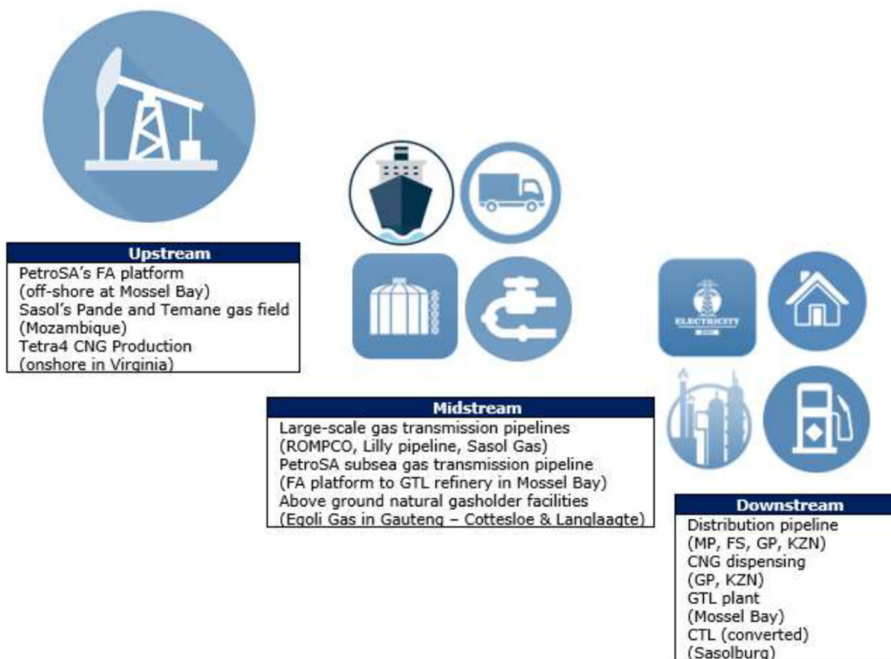 Upstream
PetroSA's FA platform
(off-shore at Mossel Bay)
Sasol's Pande and Temane gas field
(Mozambique)
Tetra4 CNG Production
(onshore in Virginia)
Midstream
Large-scale gas transmission pipelines
(ROMPCO, Lilly pipeline, Sasol Gas)
PetroSA subsea gas transmission pipeline
(FA platform to GTL refinery in Mossel Bay)
Above ground natural gasholder facilities
(Egoli Gas in Gauteng – Cottesloe & Langlaagte)
ELECTRICITY
Downstream
Distribution pipeline
(MP, FS, GP, KZN)
CNG dispensing
(GP, KZN)
GTL plant
(Mossel Bay)
CTL (converted)
(Sasolburg)